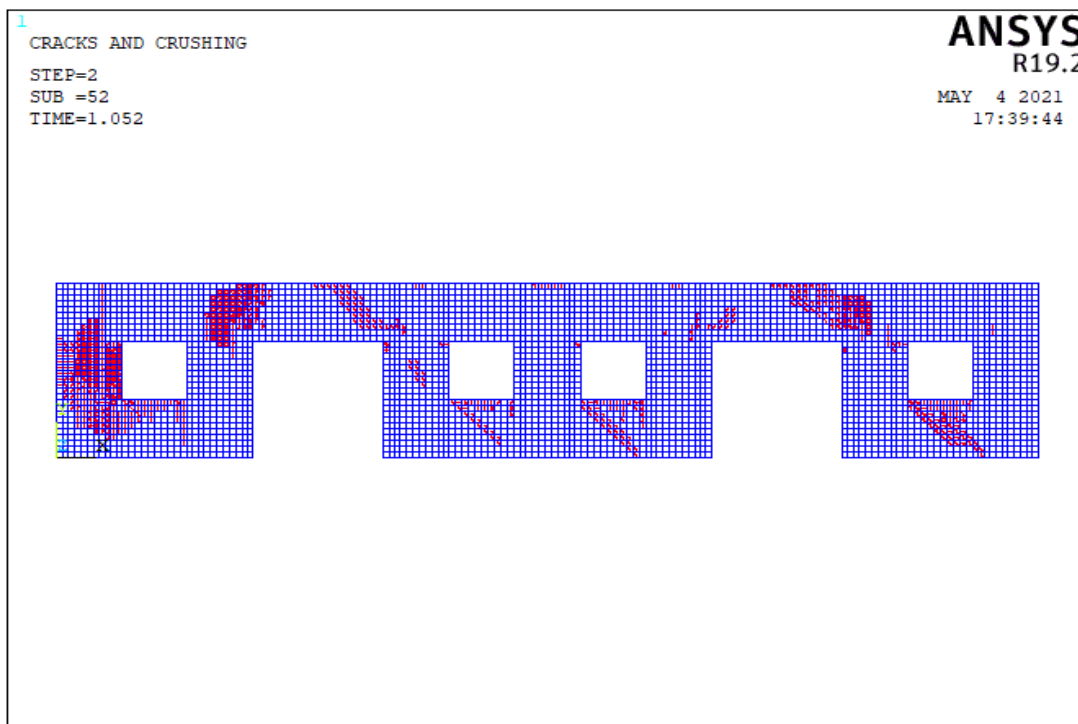 1
CRACKS AND CRUSHING
STEP=2
SUB =52
TIME=1.052
ANSYS
R19.2
MAY  4 2021
17:39:44
Y
X